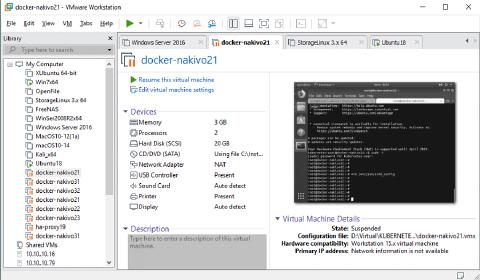 docker-nakivo21 - VMware Workstation
File Edit View VM Tabs Help
Library
Type here to search
My Computer
XUbuntu 64-bit
Win7x64
OpenFile
StorageLinux 3.x 64
FreeNAS
WinSer2008R2x64
Windows Server 2016
MacOS10-12(1a)
macOS10-14
Kali_x64
Ubuntu18
docker-nakivo21
docker-nakivo31
docker-nakivo11
docker-nakivo22
docker-nakivo32
docker-nakivo23
ha-proxy19
docker-nakivo31
Shared VMs
10.10.10.16
10.10.10.79
Windows Server 2016
docker-nakivo21
StorageLinux 3.x 64
Ubuntu18
docker-nakivo21
Resume this virtual machine
Edit virtual machine settings
Devices
Memory 3 GB
Processors 2
Hard Disk (SCSI) 20 GB
CD/DVD (SATA) Using file C:\Inst...
Network Adapter NAT
USB Controller Present
Sound Card Auto detect
Printer Present
Display Auto detect
Description
Type here to enter a description of this virtual machine.
Virtual Machine Details
State: Suspended
Configuration file: D:\Virtual\KUBERNETE...\docker-nakivo21.vmx
Hardware compatibility: Workstation 15.x virtual machine
Primary IP address: Network information is not available